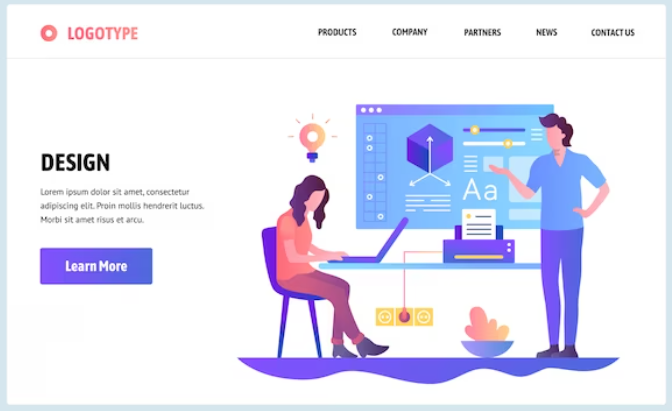 LOGOTYPE
PRODUCTS
COMPANY
PARTNERS
NEWS
CONTACT US
DESIGN
Lorem ipsum dolor sit amet, consectetur
adipiscing elit. Proin mollis hendrerit luctus.
Morbi sit amet risus et arcu.
Learn More
Aa